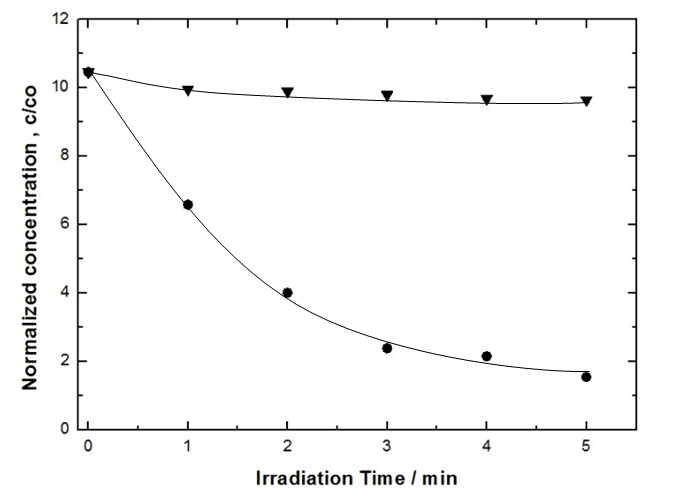 12
10
8
6
4
2
0
Normalized concentration , c/co
0 1 2 3 4 5
Irradiation Time / min